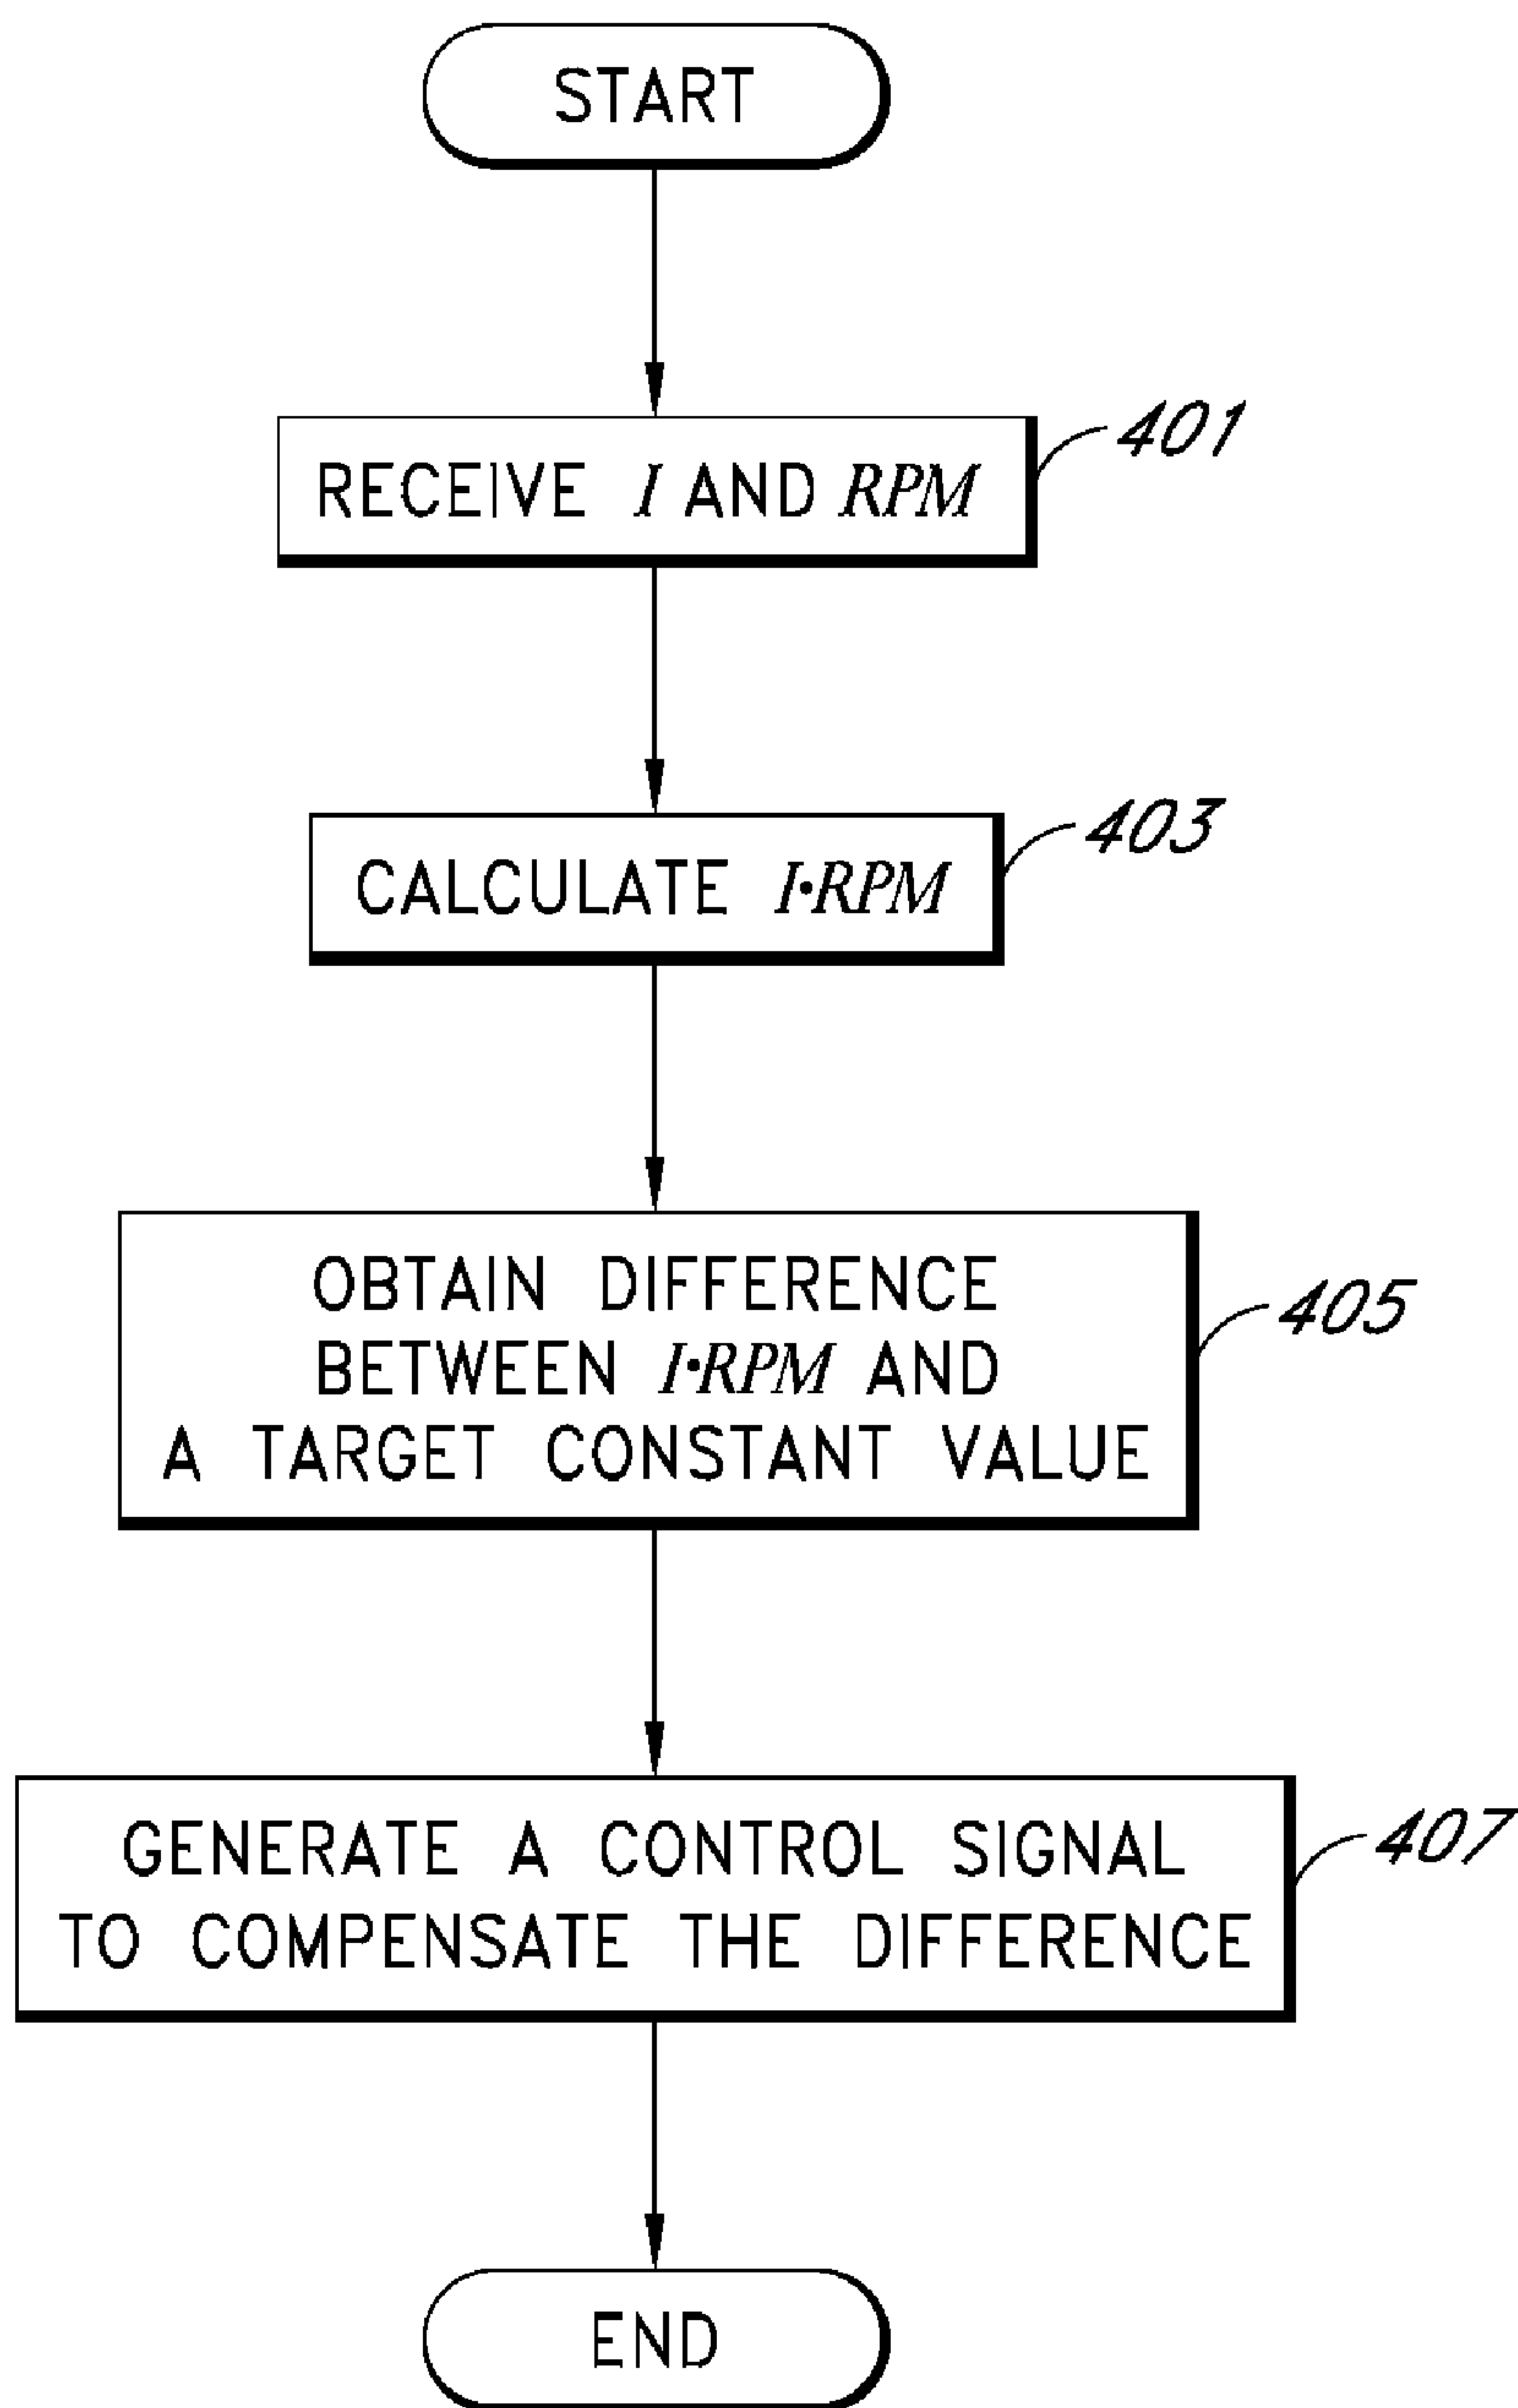 START
RECEIVE I AND RPM
401
CALCULATE I·RPM
403
OBTAIN DIFFERENCE
BETWEEN I·RPM AND
A TARGET CONSTANT VALUE
405
GENERATE A CONTROL SIGNAL
TO COMPENSATE THE DIFFERENCE
407
END